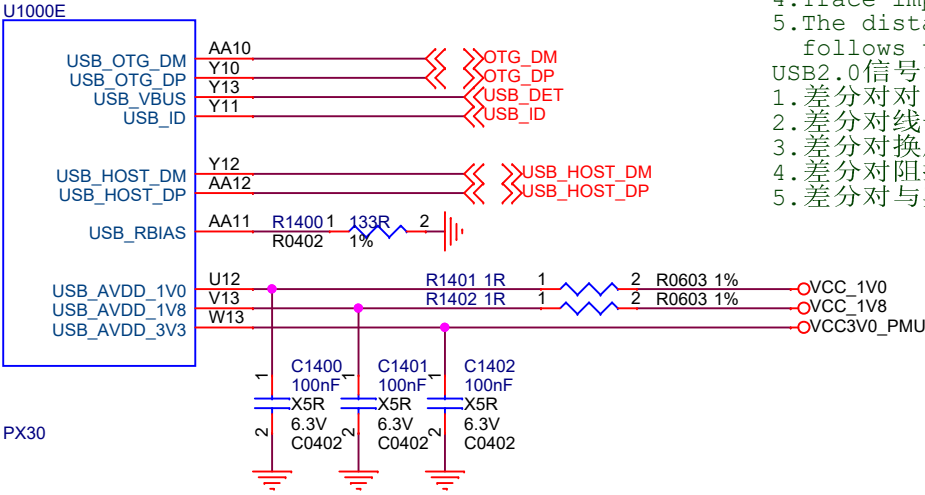 U1000E
4.Trace imp
5.The dista
follows t
USB2.0信号
1.差分对对
2.差分对线
3.差分对换
4.差分对阻
5.差分对与
USB_OTG_DM AA10 OTG_DM
USB_OTG_DP Y10 OTG_DP
USB_VBUS Y13 USB_DET
USB_ID Y11 USB_ID
USB_HOST_DM Y12 USB_HOST_DM
USB_HOST_DP AA12 USB_HOST_DP
USB_RBIAS AA11 R1400 1 133R 2
R0402 1%
USB_AVDD_1V0 U12 R1401 1R 1 2 R0603 1% VCC_1V0
USB_AVDD_1V8 V13 R1402 1R 1 2 R0603 1% VCC_1V8
USB_AVDD_3V3 W13 VCC3V0_PMU
1 C1400 1 C1401 1 C1402
100nF 100nF 100nF
X5R X5R X5R
6.3V 6.3V 6.3V
2 C0402 2 C0402 2 C0402
PX30